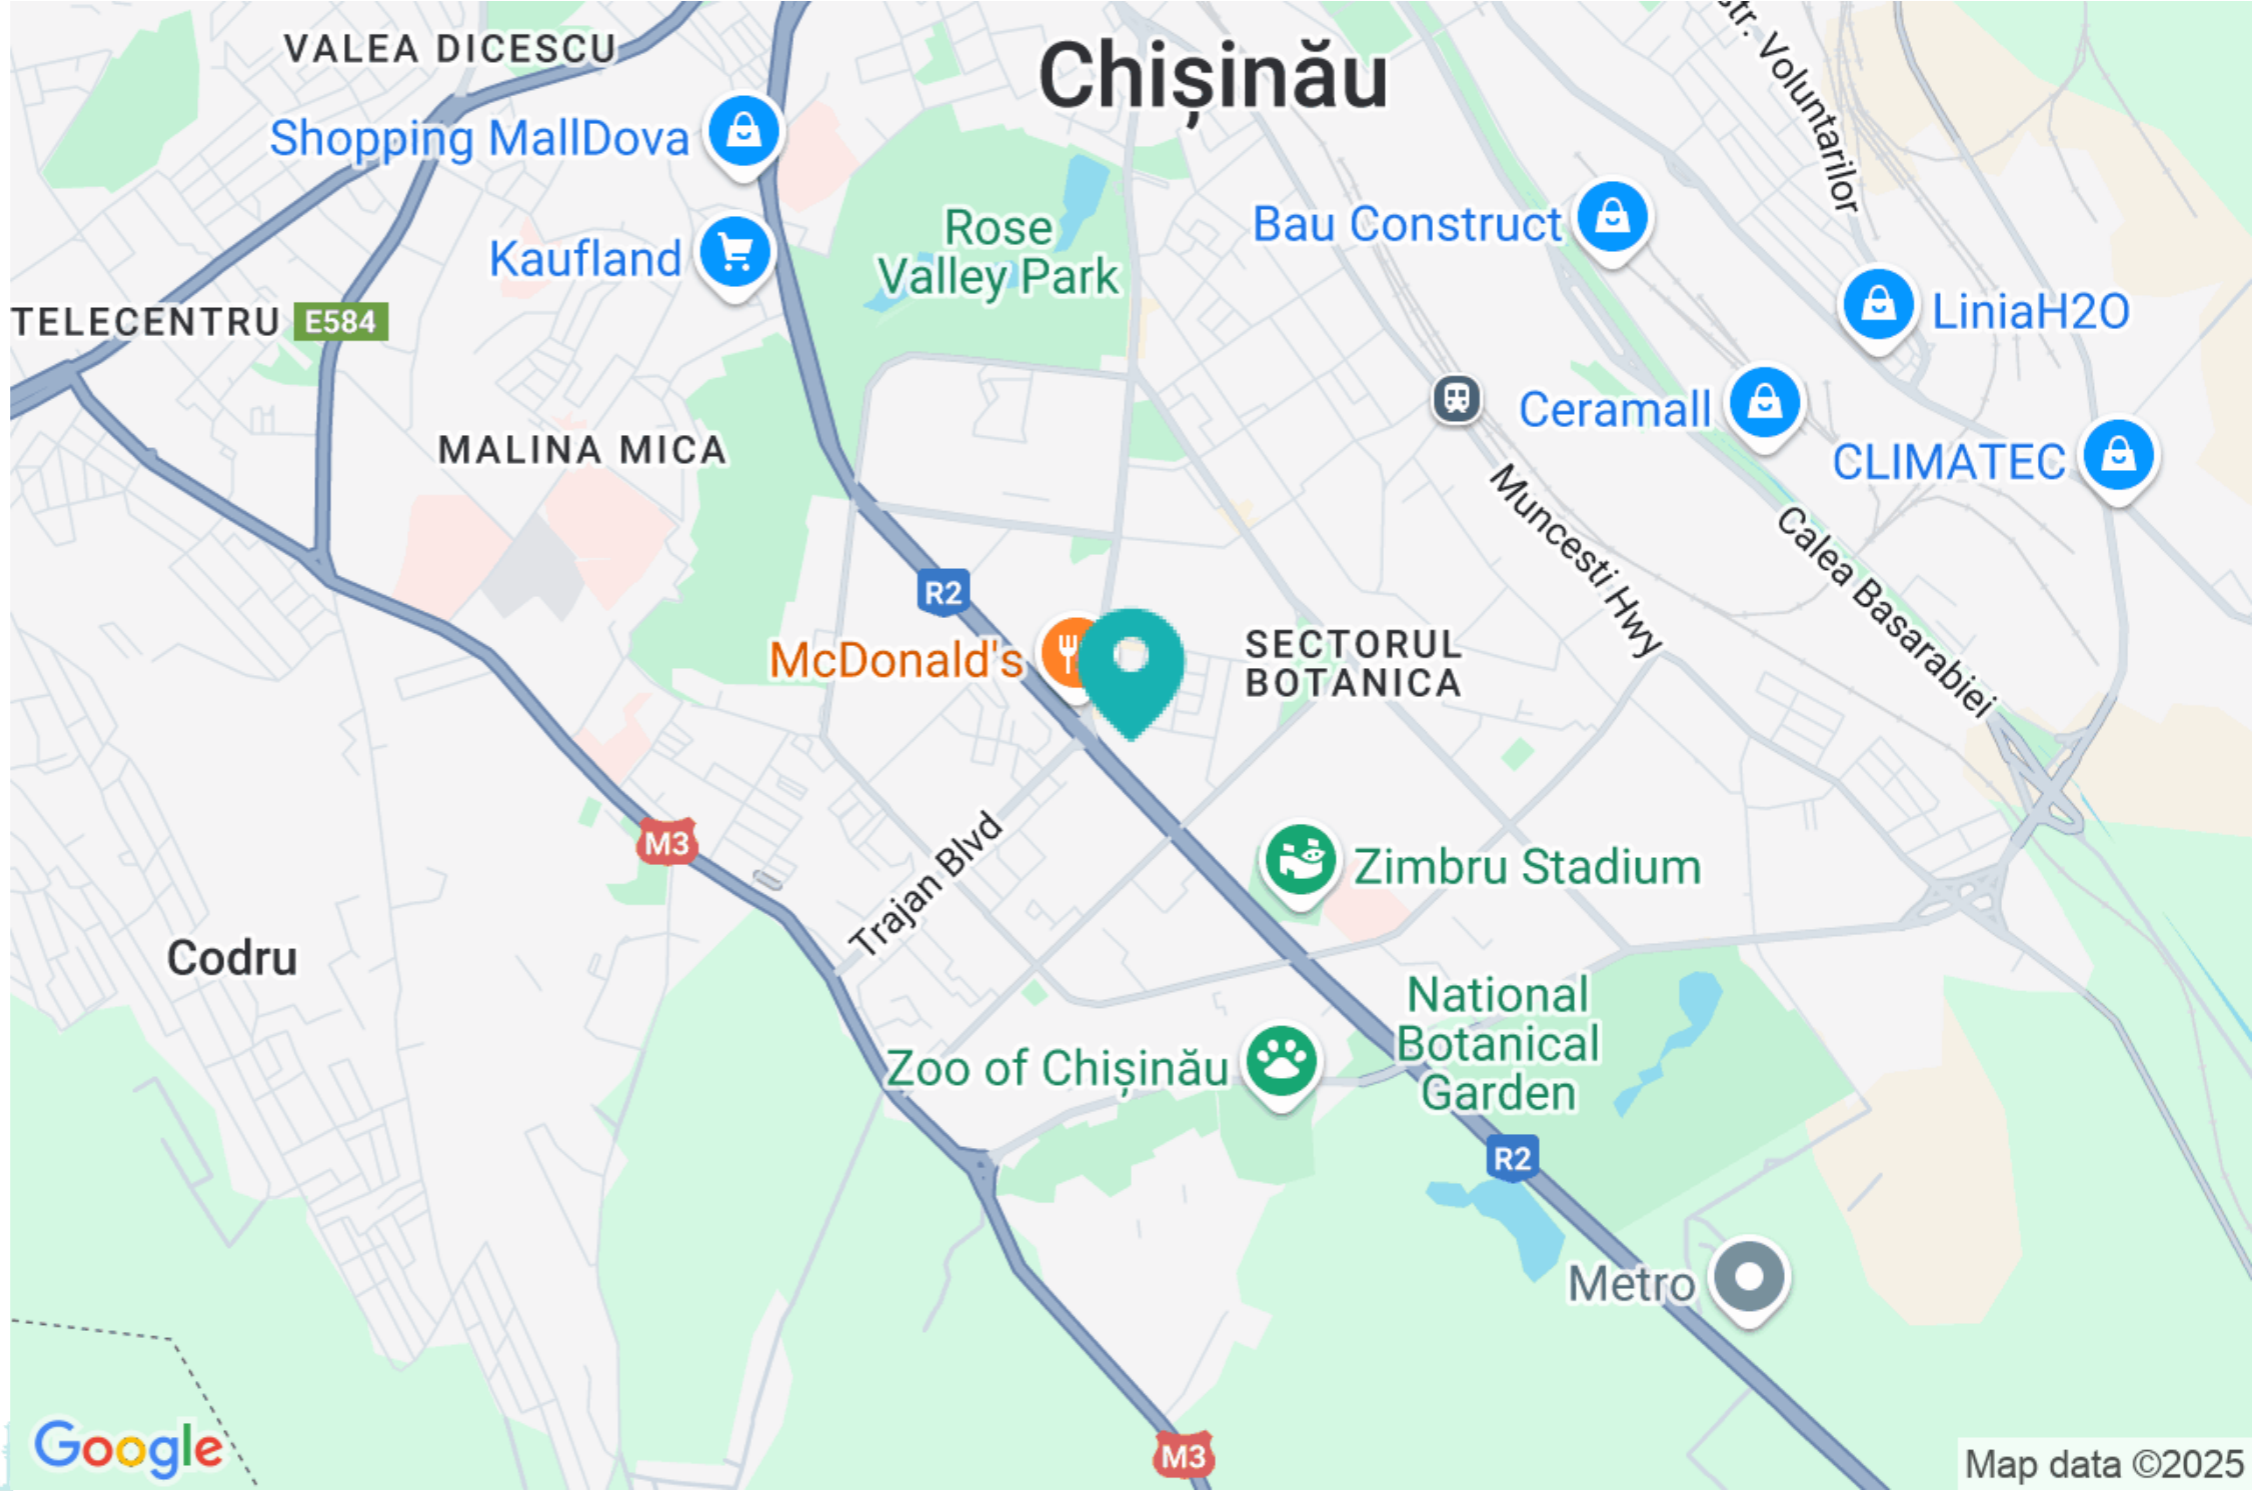 str. Voluntarilor
VALEA DICESCU
Chișinău
Shopping MallDova
Rose
Valley Park
Bau Construct
Kaufland
LiniaH2O
TELECENTRU
E584
Ceramall
MALINA MICA
CLIMATEC
Muncesti Hwy
Calea Basarabiei
R2
McDonald's
SECTORUL
BOTANICA
M3
Trajan Blvd
Zimbru Stadium
Codru
National
Botanical
Garden
Zoo of Chișinău
R2
Metro
M3
Google
Map data ©2025